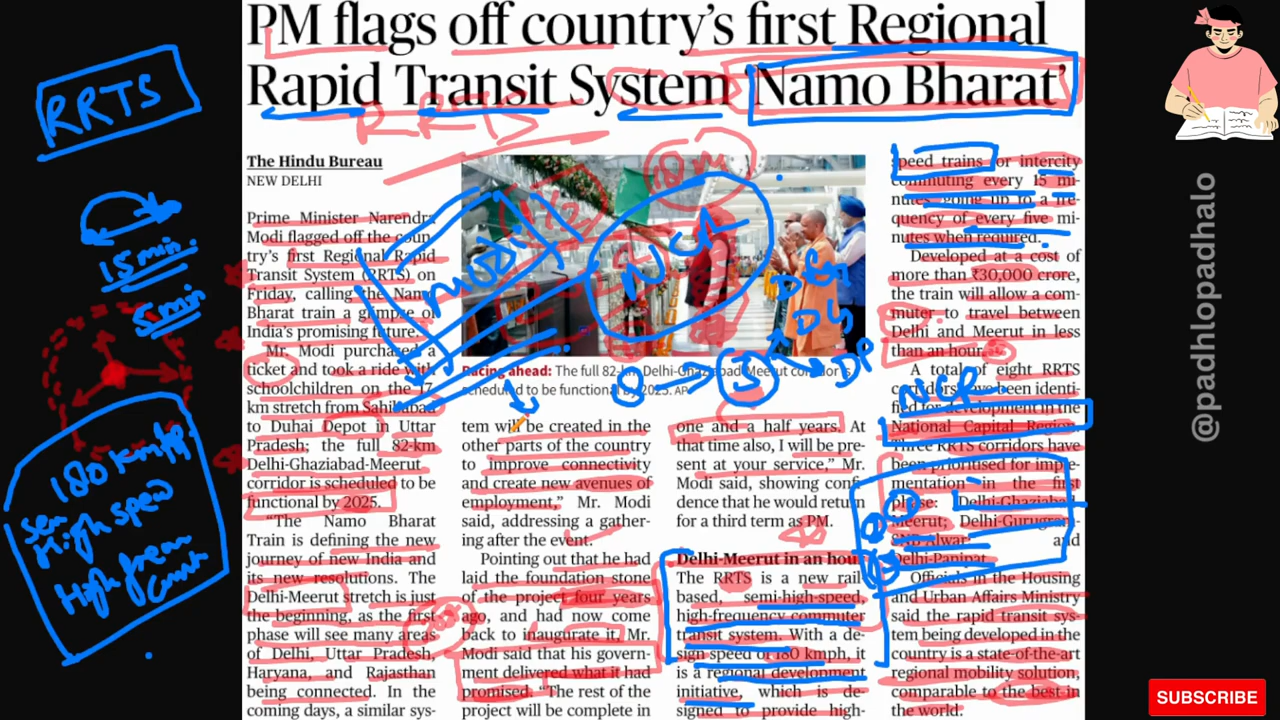 PM flags off country's first Regional
Rapid Transit System 'Namo Bharat'
RRTS
RRTS
15 min.
5 min
180 kmph.
Sem
High speed
High frequn
The Hindu Bureau
NEW DELHI
Prime Minister Narendra
Modi flagged off the coun-
try's first Regional Rapid
Transit System (RRTS) on
Friday, calling the Namo
Bharat train a glimpse of
India's promising future.
Mr. Modi purchased a
ticket and took a ride with
schoolchildren on the 17-
km stretch from Sahibabad
to Duhai Depot in Uttar
Pradesh; the full 82-km
Delhi-Ghaziabad-Meerut
corridor is scheduled to be
functional by 2025.
"The Namo Bharat
Train is defining the new
journey of new India and
its new resolutions. The
Delhi-Meerut stretch is just
the beginning, as the first
phase will see many areas
of Delhi, Uttar Pradesh,
Haryana, and Rajasthan
being connected. In the
coming days, a similar sys-
Racing ahead: The full 82-km Delhi-Ghaziabad-Meerut corridor is
scheduled to be functional by 2025. AP
tem will be created in the
other parts of the country
to improve connectivity
and create new avenues of
employment," Mr. Modi
said, addressing a gather-
ing after the event.
Pointing out that he had
laid the foundation stone
of the project four years
ago, and had now come
back to inaugurate it, Mr.
Modi said that his govern-
ment delivered what it had
promised. "The rest of the
project will be complete in
one and a half years. At
that time also, I will be pre-
sent at your service," Mr.
Modi said, showing confi-
dence that he would return
for a third term as PM.
Delhi-Meerut in an hour
The RRTS is a new rail-
based, semi-high-speed,
high-frequency commuter
transit system. With a de-
sign speed of 180 kmph, it
is a regional development
initiative, which is de-
signed to provide high-
speed trains for intercity
commuting every 15 mi-
nutes, going up to a fre-
quency of every five mi-
nutes when required.
Developed at a cost of
more than ₹30,000 crore,
the train will allow a com-
muter to travel between
Delhi and Meerut in less
than an hour.
A total of eight RRTS
corridors have been identi-
fied for development in the
National Capital Region.
Three RRTS corridors have
been prioritised for imple-
mentation in the first
phase: Delhi-Ghaziabad-
Meerut; Delhi-Gurugram-
SNB-Alwar and
Delhi-Panipat.
Officials in the Housing
and Urban Affairs Ministry
said the rapid transit sys-
tem being developed in the
country is a state-of-the-art
regional mobility solution,
comparable to the best in
the world.
NCR
NCR
8 → 3
@padhlopadhalo
SUBSCRIBE